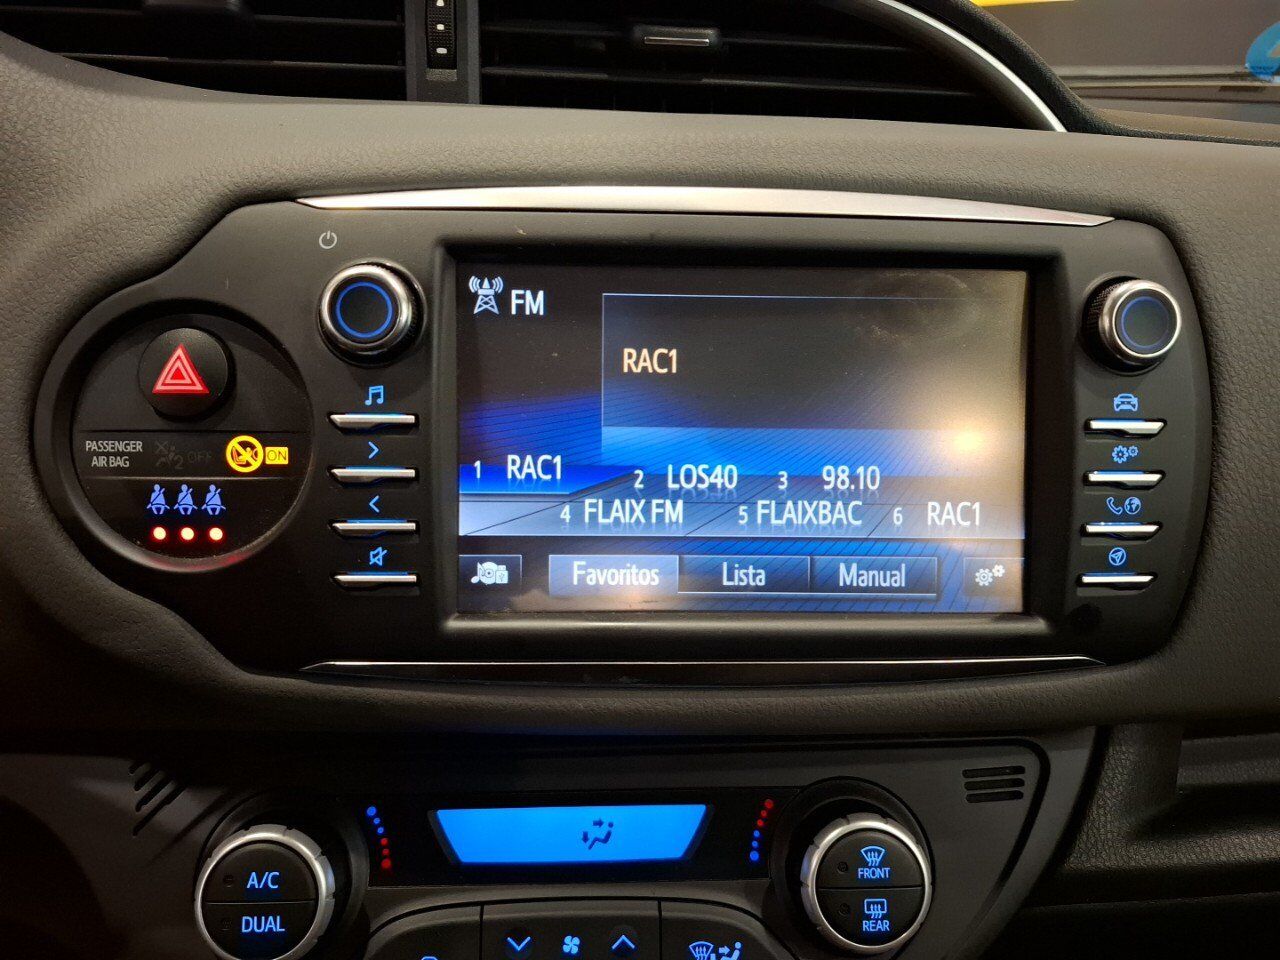 FM
RAC1
1 RAC1
2 LOS40
3 98.10
4 FLAIX FM
5 FLAIXBAC
6 RAC1
Favoritos
Lista
Manual
PASSENGER
AIR BAG
2 OFF
ON
A/C
DUAL
FRONT
REAR